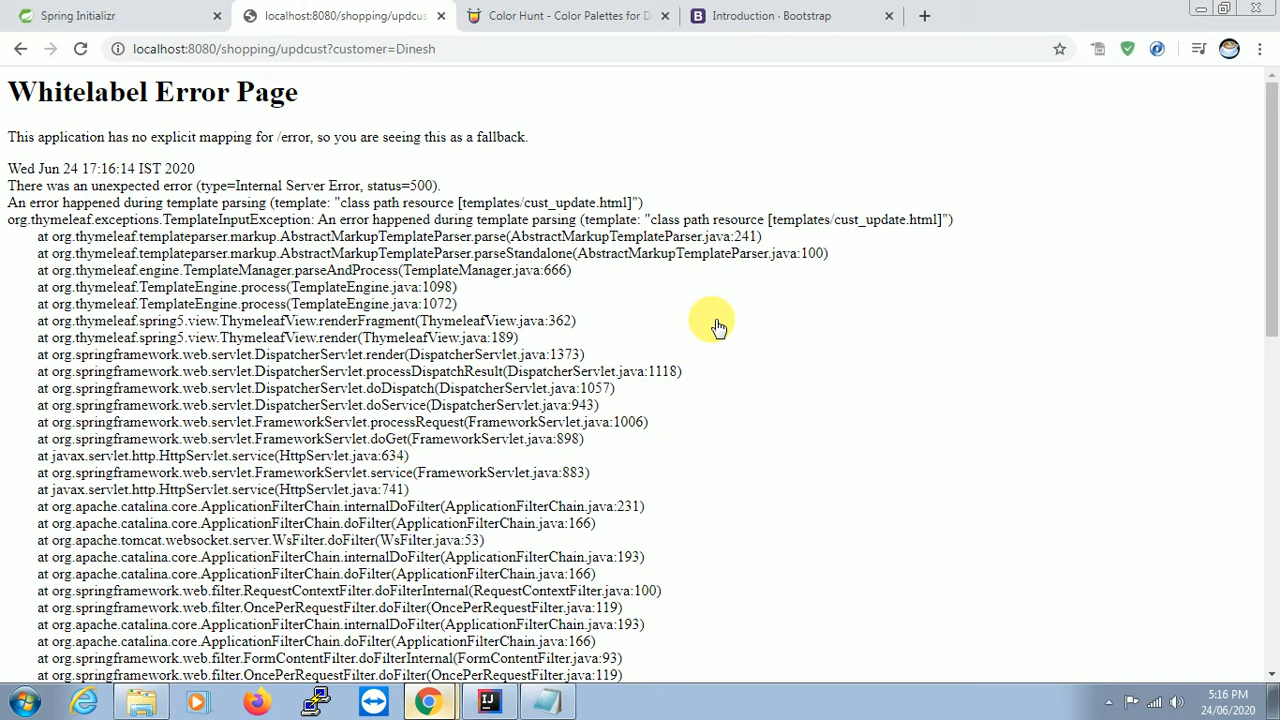 Spring Initializr
localhost:8080/shopping/updcus
Color Hunt - Color Palettes for D
Introduction · Bootstrap
localhost:8080/shopping/updcust?customer=Dinesh
Whitelabel Error Page
This application has no explicit mapping for /error, so you are seeing this as a fallback.
Wed Jun 24 17:16:14 IST 2020
There was an unexpected error (type=Internal Server Error, status=500).
An error happened during template parsing (template: "class path resource [templates/cust_update.html]")
org.thymeleaf.exceptions.TemplateInputException: An error happened during template parsing (template: "class path resource [templates/cust_update.html]")
at org.thymeleaf.templateparser.markup.AbstractMarkupTemplateParser.parse(AbstractMarkupTemplateParser.java:241)
at org.thymeleaf.templateparser.markup.AbstractMarkupTemplateParser.parseStandalone(AbstractMarkupTemplateParser.java:100)
at org.thymeleaf.engine.TemplateManager.parseAndProcess(TemplateManager.java:666)
at org.thymeleaf.TemplateEngine.process(TemplateEngine.java:1098)
at org.thymeleaf.TemplateEngine.process(TemplateEngine.java:1072)
at org.thymeleaf.spring5.view.ThymeleafView.renderFragment(ThymeleafView.java:362)
at org.thymeleaf.spring5.view.ThymeleafView.render(ThymeleafView.java:189)
at org.springframework.web.servlet.DispatcherServlet.render(DispatcherServlet.java:1373)
at org.springframework.web.servlet.DispatcherServlet.processDispatchResult(DispatcherServlet.java:1118)
at org.springframework.web.servlet.DispatcherServlet.doDispatch(DispatcherServlet.java:1057)
at org.springframework.web.servlet.DispatcherServlet.doService(DispatcherServlet.java:943)
at org.springframework.web.servlet.FrameworkServlet.processRequest(FrameworkServlet.java:1006)
at org.springframework.web.servlet.FrameworkServlet.doGet(FrameworkServlet.java:898)
at javax.servlet.http.HttpServlet.service(HttpServlet.java:634)
at org.springframework.web.servlet.FrameworkServlet.service(FrameworkServlet.java:883)
at javax.servlet.http.HttpServlet.service(HttpServlet.java:741)
at org.apache.catalina.core.ApplicationFilterChain.internalDoFilter(ApplicationFilterChain.java:231)
at org.apache.catalina.core.ApplicationFilterChain.doFilter(ApplicationFilterChain.java:166)
at org.apache.tomcat.websocket.server.WsFilter.doFilter(WsFilter.java:53)
at org.apache.catalina.core.ApplicationFilterChain.internalDoFilter(ApplicationFilterChain.java:193)
at org.apache.catalina.core.ApplicationFilterChain.doFilter(ApplicationFilterChain.java:166)
at org.springframework.web.filter.RequestContextFilter.doFilterInternal(RequestContextFilter.java:100)
at org.springframework.web.filter.OncePerRequestFilter.doFilter(OncePerRequestFilter.java:119)
at org.apache.catalina.core.ApplicationFilterChain.internalDoFilter(ApplicationFilterChain.java:193)
at org.apache.catalina.core.ApplicationFilterChain.doFilter(ApplicationFilterChain.java:166)
at org.springframework.web.filter.FormContentFilter.doFilterInternal(FormContentFilter.java:93)
at org.springframework.web.filter.OncePerRequestFilter.doFilter(OncePerRequestFilter.java:119)
5:16 PM
24/06/2020